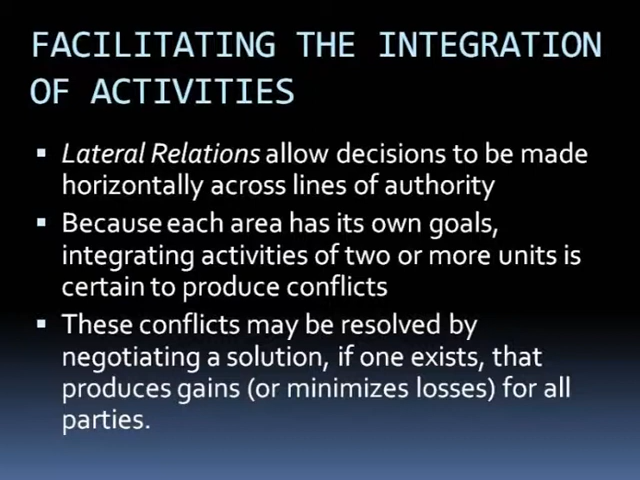 FACILITATING THE INTEGRATION
OF ACTIVITIES
▪ Lateral Relations allow decisions to be made
horizontally across lines of authority
▪ Because each area has its own goals,
integrating activities of two or more units is
certain to produce conflicts
▪ These conflicts may be resolved by
negotiating a solution, if one exists, that
produces gains (or minimizes losses) for all
parties.